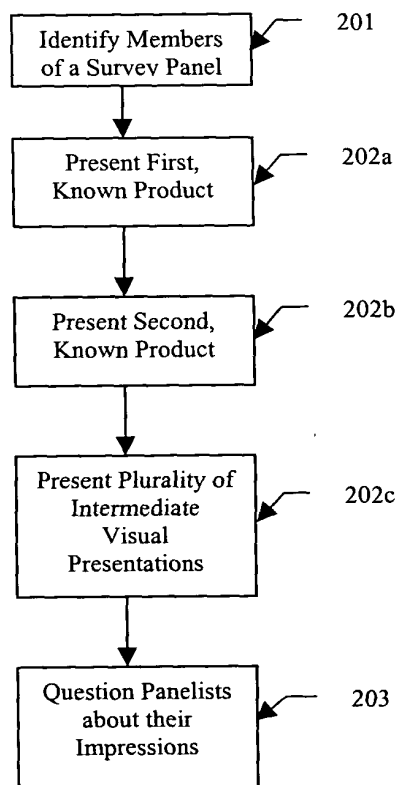 201
Identify Members
of a Survey Panel
202a
Present First,
Known Product
202b
Present Second,
Known Product
202c
Present Plurality of
Intermediate
Visual
Presentations
203
Question Panelists
about their
Impressions